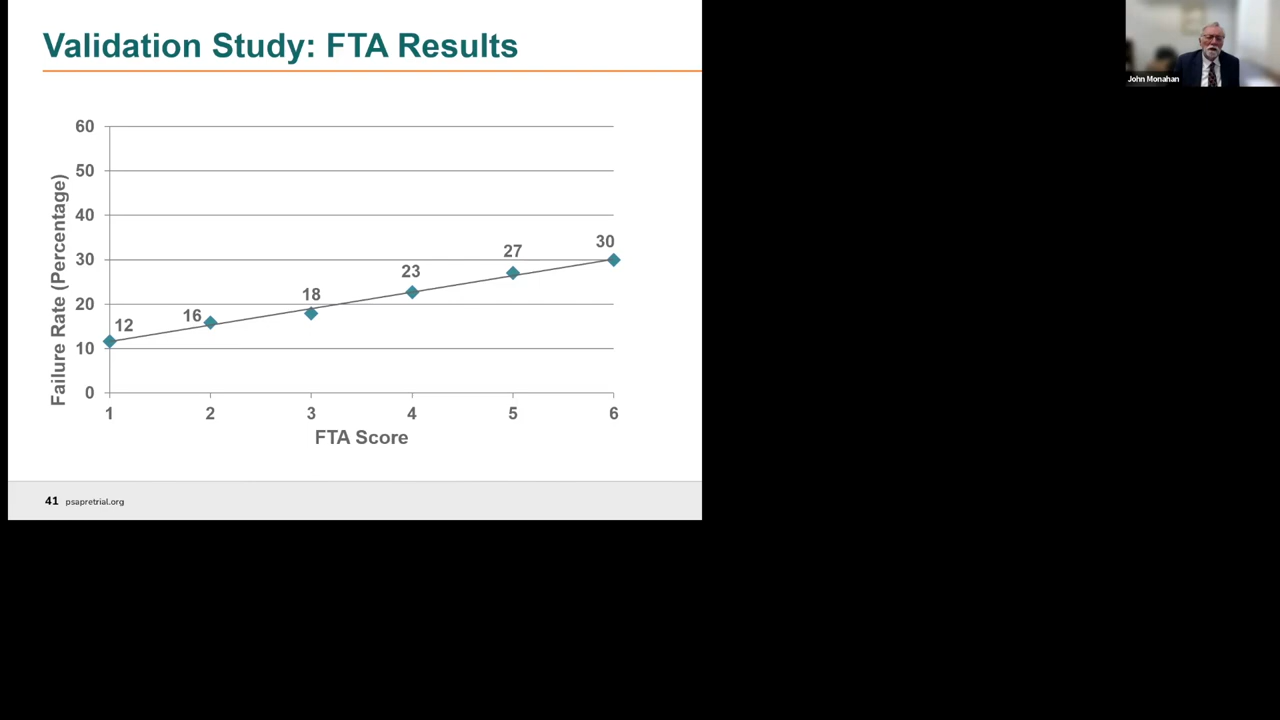 Validation Study: FTA Results
John Monahan
Failure Rate (Percentage)
60
50
40
30
20
10
0
12
16
18
23
27
30
1 2 3 4 5 6
FTA Score
41 psapretrial.org